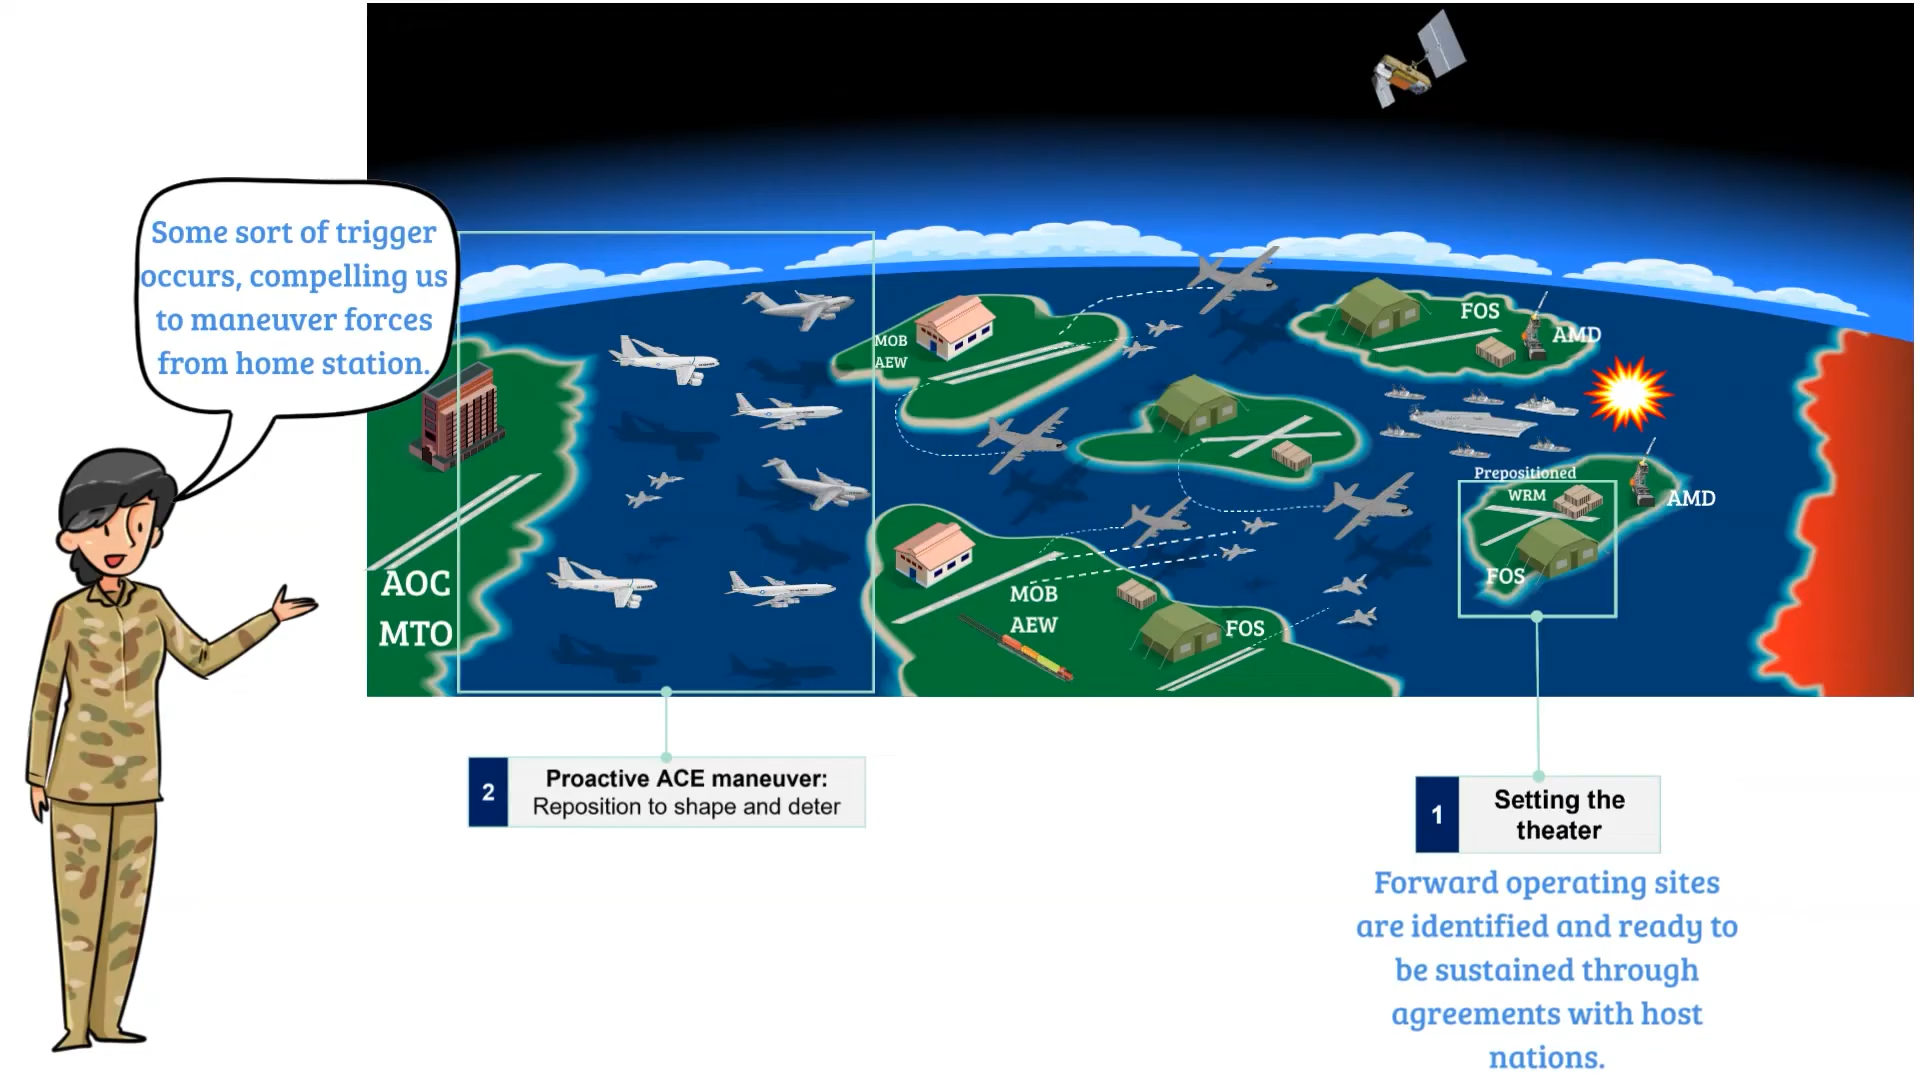 Some sort of trigger
occurs, compelling us
to maneuver forces
from home station.
AOC
MTO
MOB
AEW
FOS
AMD
Prepositioned
WRM
AMD
FOS
MOB
AEW
FOS
2
Proactive ACE maneuver:
Reposition to shape and deter
1
Setting the
theater
Forward operating sites
are identified and ready to
be sustained through
agreements with host
nations.